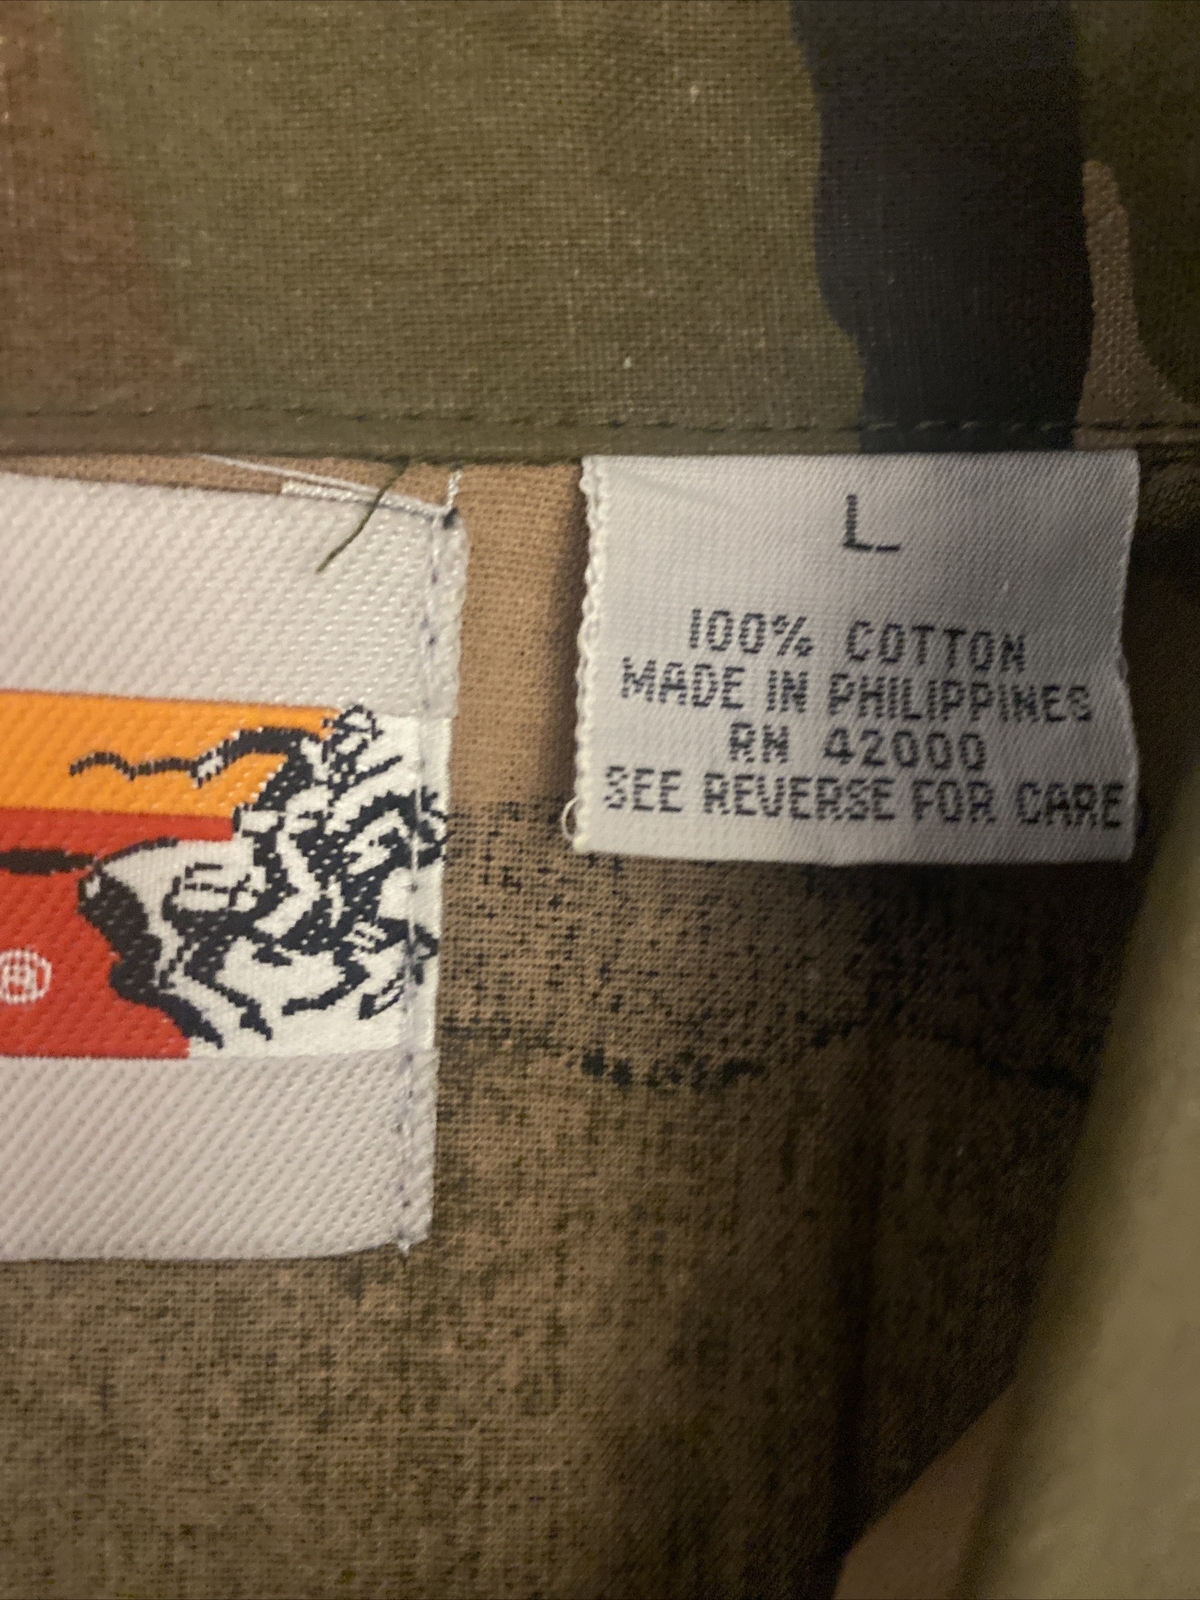 L
100% COTTON
MADE IN PHILIPPINES
RN 42000
SEE REVERSE FOR CARE
®